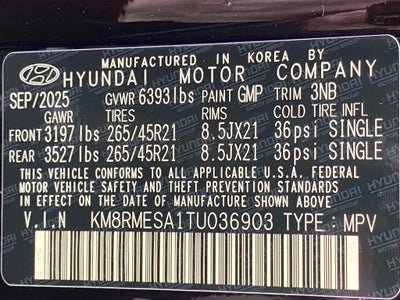 MANUFACTURED IN KOREA BY
HYUNDAI MOTOR COMPANY
SEP/2025 GVWR 6393lbs PAINT GMP TRIM 3NB
GAWR TIRES RIMS COLD TIRE INFL
FRONT 3197lbs 265/45R21 8.5JX21 36psi SINGLE
REAR 3527lbs 265/45R21 8.5JX21 36psi SINGLE
THIS VEHICLE CONFORMS TO ALL APPLICABLE U.S.A. FEDERAL
MOTOR VEHICLE SAFETY AND THEFT PREVENTION STANDARDS
IN EFFECT ON THE DATE OF MANUFACTURE SHOWN ABOVE.
V.I.N KM8RMESA1TU036903 TYPE: MPV